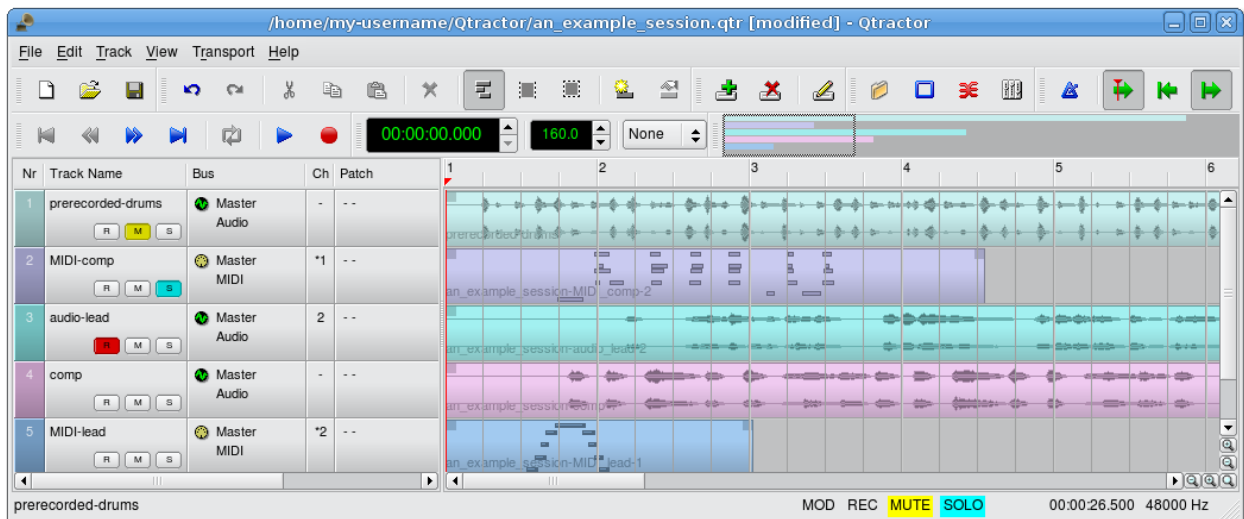 /home/my-username/Qtractor/an_example_session.qtr [modified] - Qtractor
File Edit Track View Transport Help
00:00:00.000 160.0 None
Nr Track Name Bus Ch Patch 1 2 3 4 5 6
1 prerecorded-drums Master Audio - - -
R M S
prerecorded-drums
2 MIDI-comp Master MIDI *1 - -
R M S
an_example_session-MIDI_comp-2
3 audio-lead Master Audio 2 - -
R M S
an_example_session-audio_lead-2
4 comp Master Audio - - -
R M S
an_example_session-comp-1
5 MIDI-lead Master MIDI *2 - -
R M S
an_example_session-MIDI_lead-1
prerecorded-drums MOD REC MUTE SOLO 00:00:26.500 48000 Hz